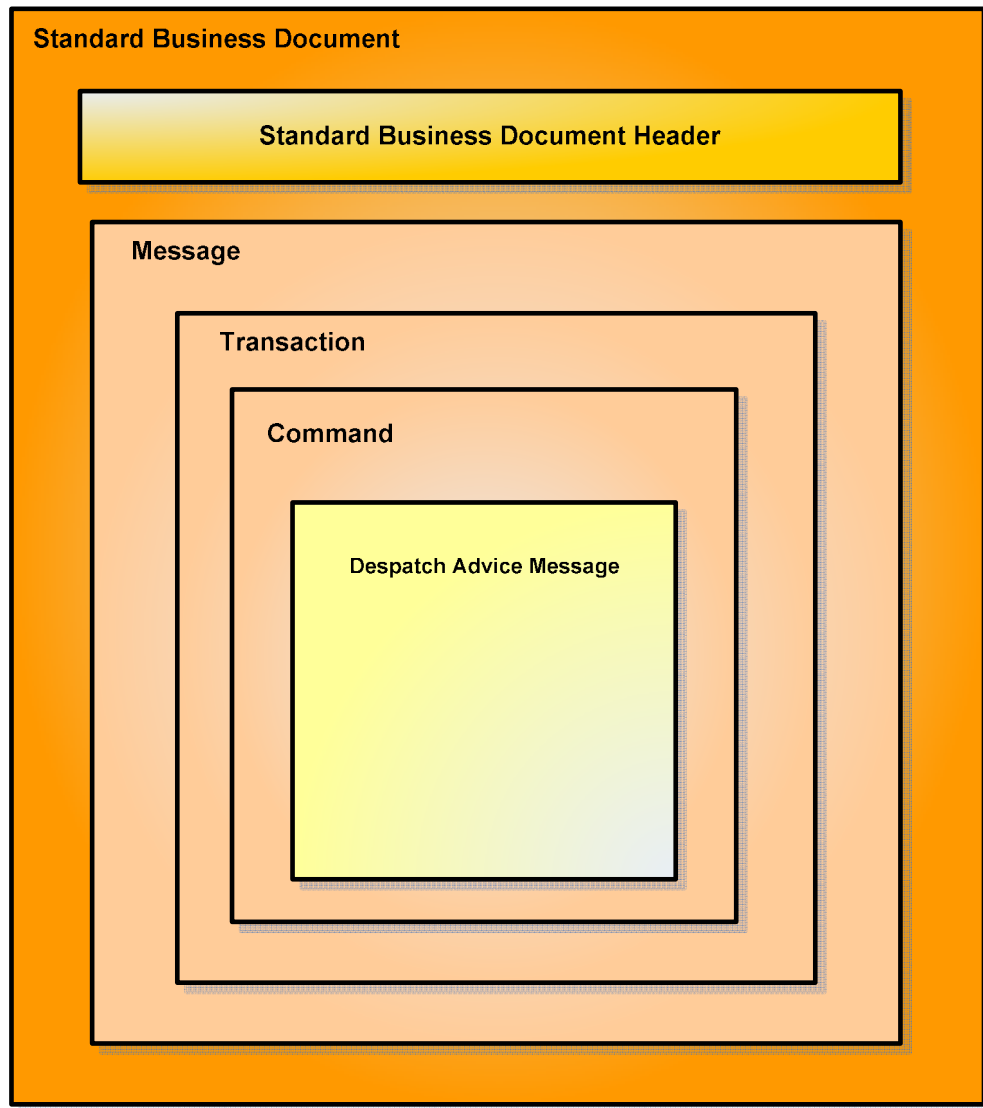 Standard Business Document
Standard Business Document Header
Message
Transaction
Command
Despatch Advice Message